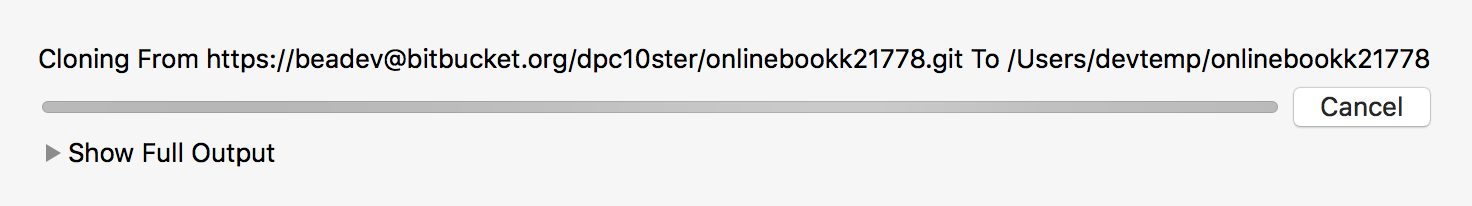 Cloning From https://beadev@bitbucket.org/dpc10ster/onlinebookk21778.git To /Users/devtemp/onlinebookk21778
Cancel
Show Full Output